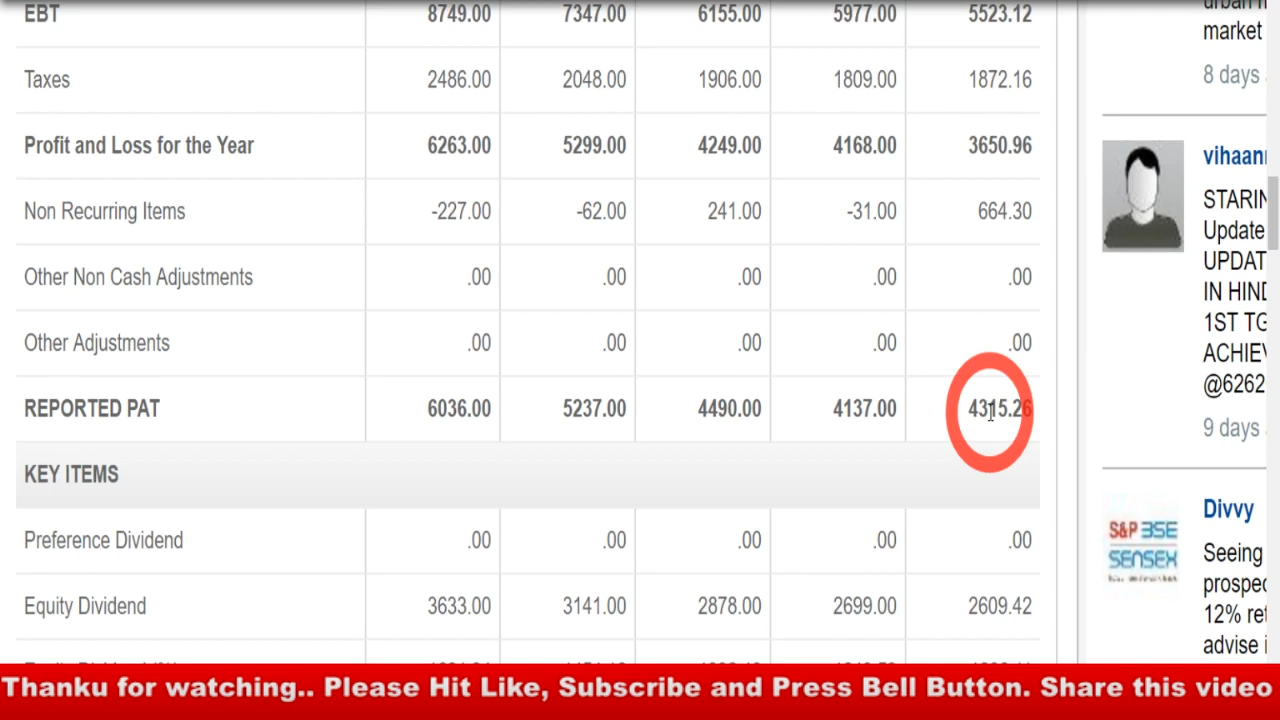 EBT 8749.00 7347.00 6155.00 5977.00 5523.12
Taxes 2486.00 2048.00 1906.00 1809.00 1872.16
Profit and Loss for the Year 6263.00 5299.00 4249.00 4168.00 3650.96
Non Recurring Items -227.00 -62.00 241.00 -31.00 664.30
Other Non Cash Adjustments .00 .00 .00 .00 .00
Other Adjustments .00 .00 .00 .00 .00
REPORTED PAT 6036.00 5237.00 4490.00 4137.00 4315.26
KEY ITEMS
Preference Dividend .00 .00 .00 .00 .00
Equity Dividend 3633.00 3141.00 2878.00 2699.00 2609.42
market
8 days
vihaan
STARIN
Update
UPDAT
IN HIND
1ST TG
ACHIEV
@6262
9 days
S&P BSE
SENSEX
Divvy
Seeing
prospec
12% ret
advise i
Thanku for watching.. Please Hit Like, Subscribe and Press Bell Button. Share this video